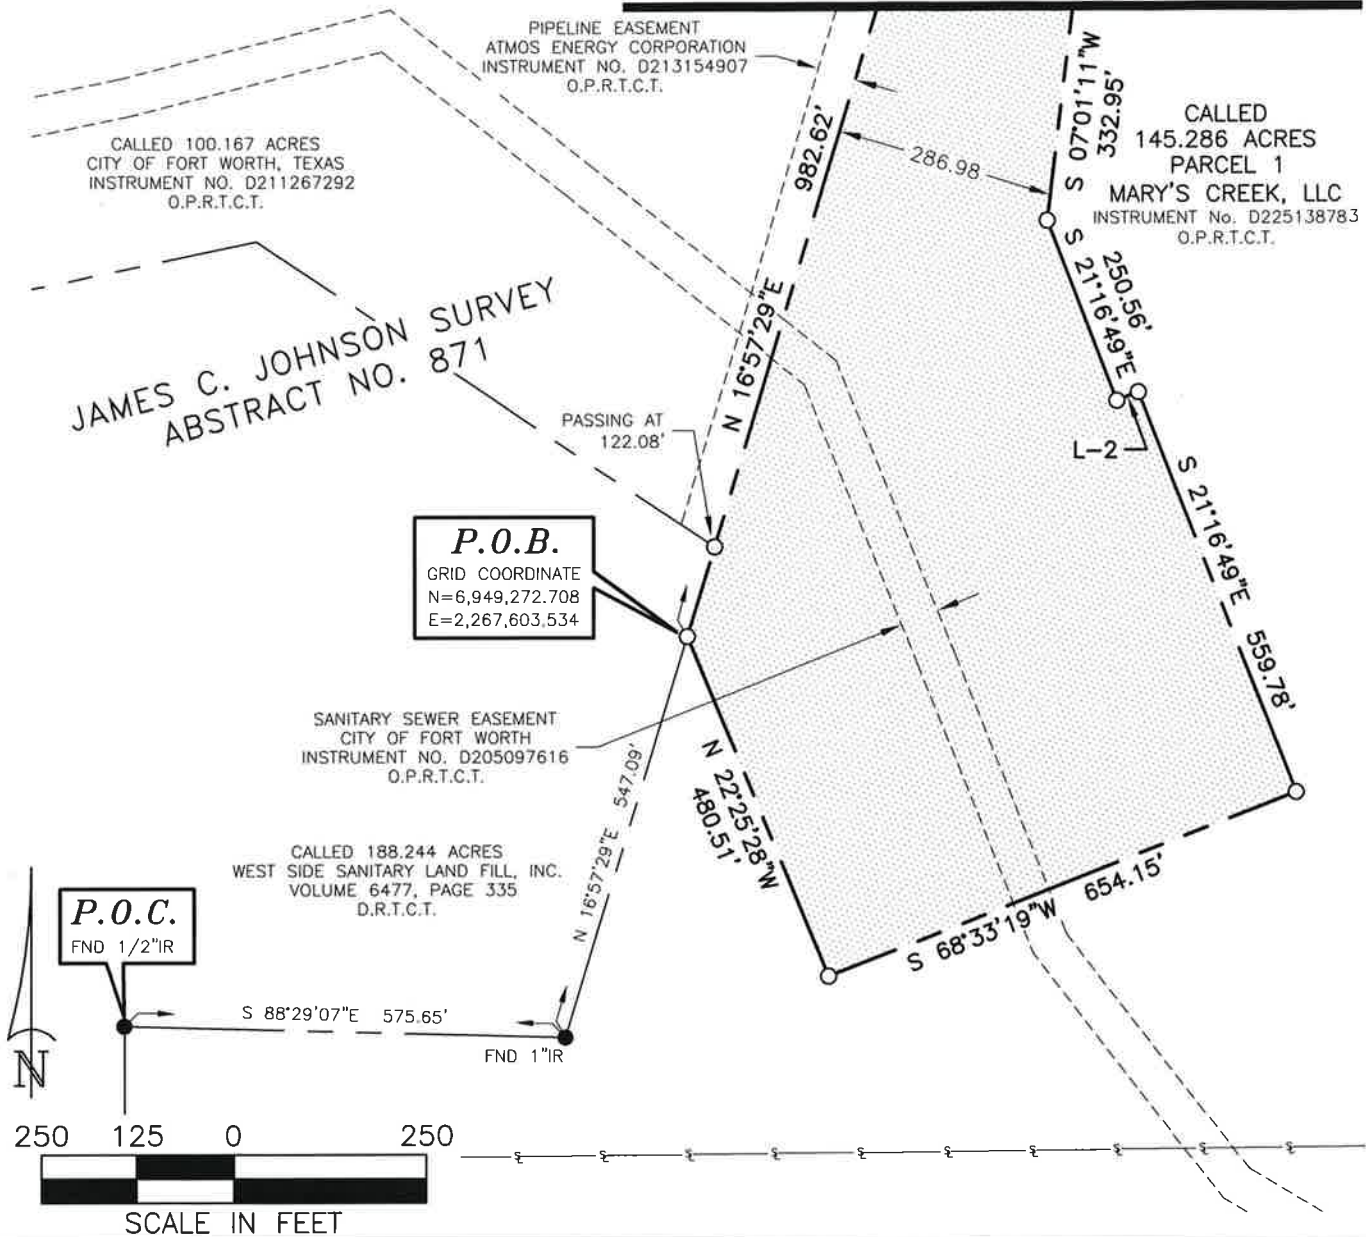 PIPELINE EASEMENT
ATMOS ENERGY CORPORATION
INSTRUMENT NO. D213154907
O.P.R.T.C.T.
982.62'
286.98
S 07°01'11"W
332.95'
CALLED
145.286 ACRES
PARCEL 1
MARY'S CREEK, LLC
INSTRUMENT No. D225138783
O.P.R.T.C.T.
CALLED 100.167 ACRES
CITY OF FORT WORTH, TEXAS
INSTRUMENT NO. D211267292
O.P.R.T.C.T.
250.56'
S 21°16'49"E
JAMES C. JOHNSON SURVEY
ABSTRACT NO. 871
N 16°57'29"E
PASSING AT
122.08'
L-2
S 21°16'49"E 559.78'
P.O.B.
GRID COORDINATE
N=6,949,272.708
E=2,267,603,534
SANITARY SEWER EASEMENT
CITY OF FORT WORTH
INSTRUMENT NO. D205097616
O.P.R.T.C.T.
N 16°57'29"E 547.09'
N 22°25'28"W
480.51'
CALLED 188.244 ACRES
WEST SIDE SANITARY LAND FILL, INC.
VOLUME 6477, PAGE 335
D.R.T.C.T.
S 68°33'19"W 654.15'
P.O.C.
FND 1/2"IR
S 88°29'07"E 575.65'
FND 1"IR
N
250 125 0 250
SCALE IN FEET